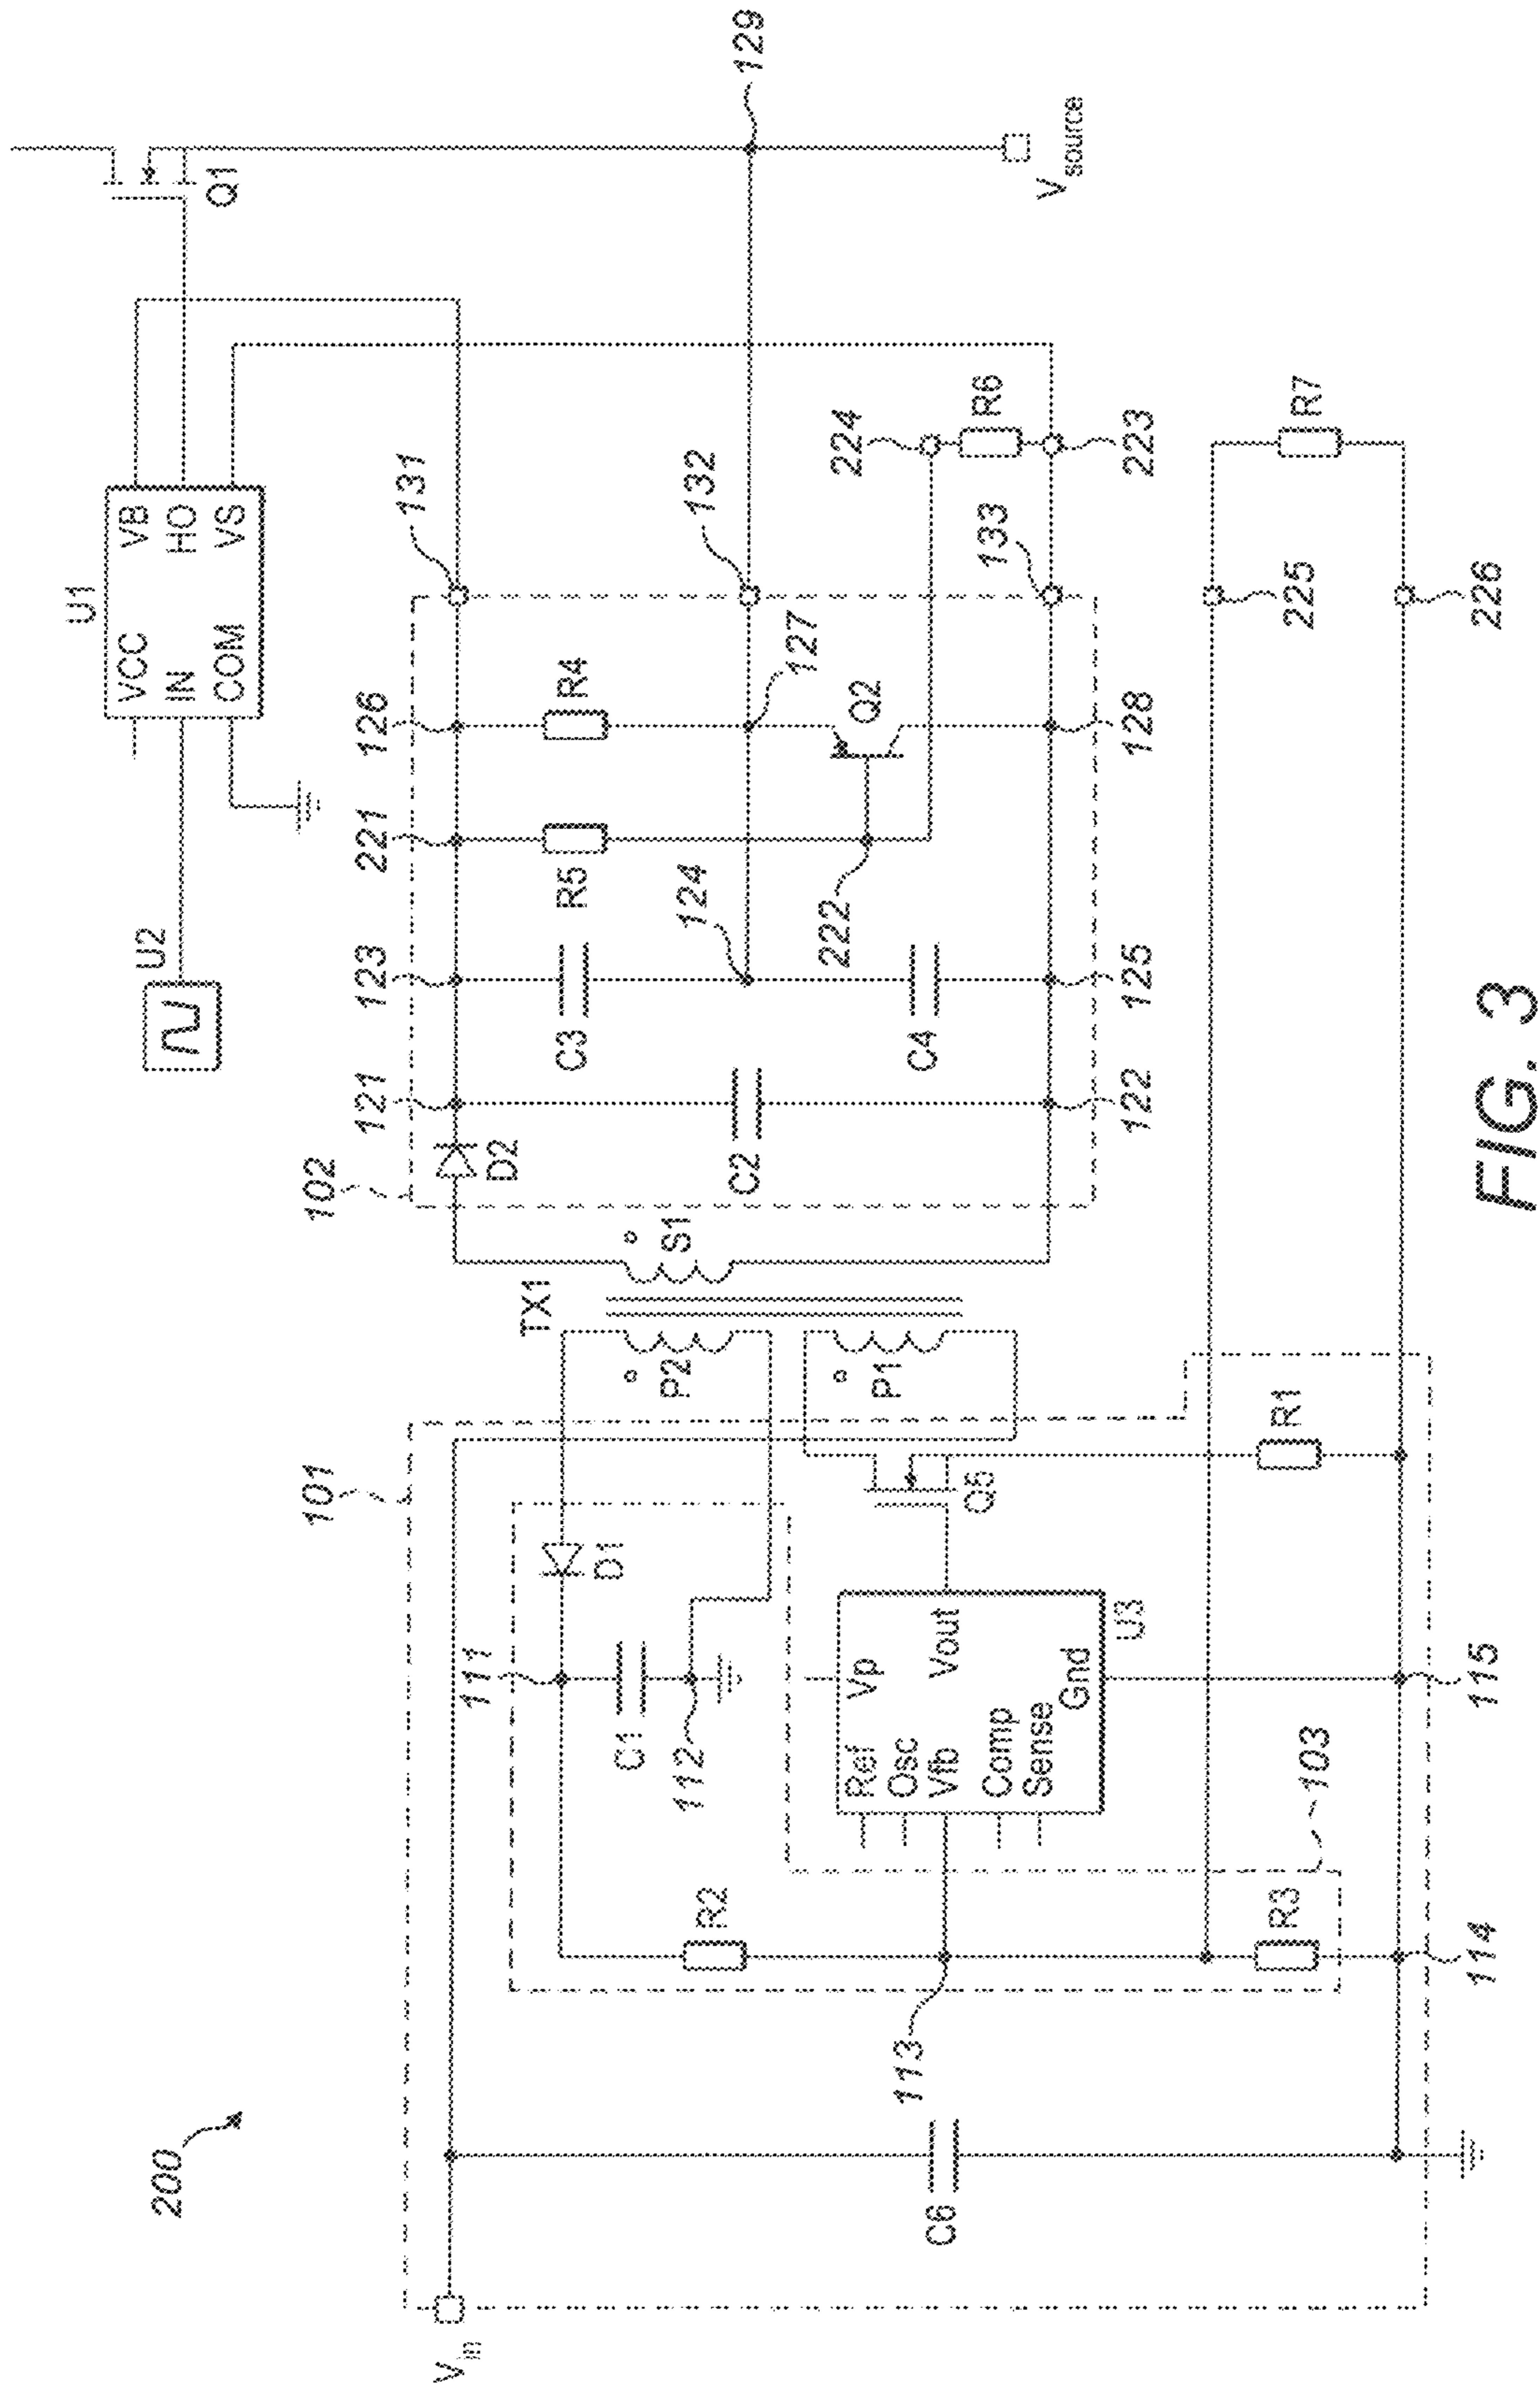 200
U2
U1
VCC
IN
COM
VB
HO
VS
Q1
129
V source
102
121
123
221
126
131
D2
C2
C3
R5
R4
124
127
132
C4
222
Q2
224
R6
122
125
128
133
223
TX1
S1
P2
P1
101
111
D1
C1
112
R2
Ref
Osc
Vfb
Comp
Sense
Vp
Vout
Gnd
U3
Q5
113
R3
103
R1
114
115
C6
V in
225
226
R7
FIG. 3